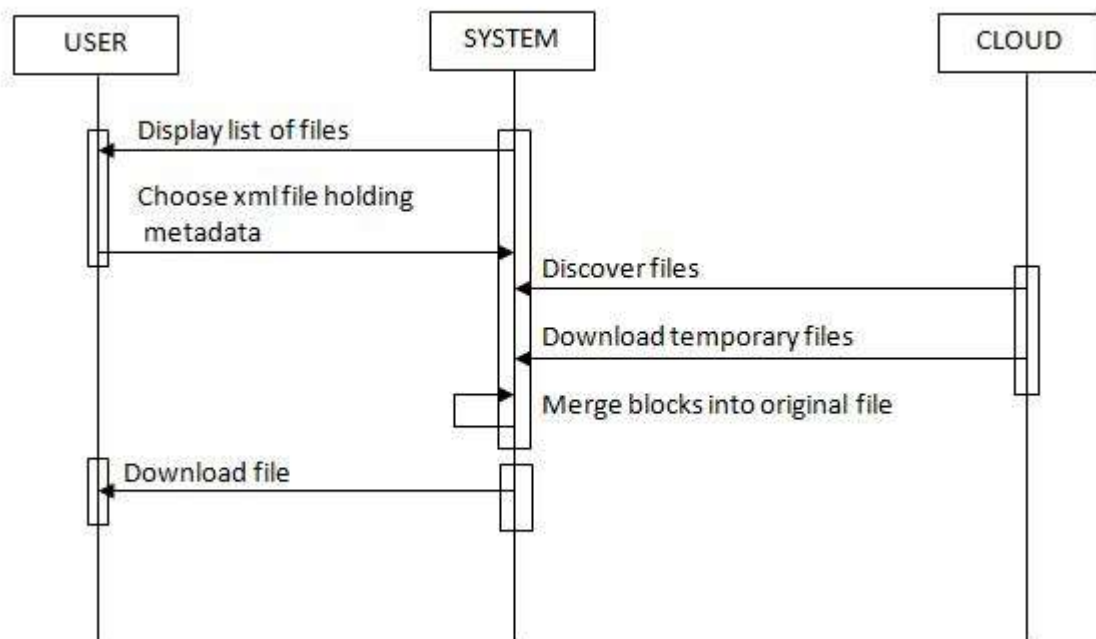 USER
SYSTEM
CLOUD
Display list of files
Choose xml file holding
metadata
Discover files
Download temporary files
Merge blocks into original file
Download file